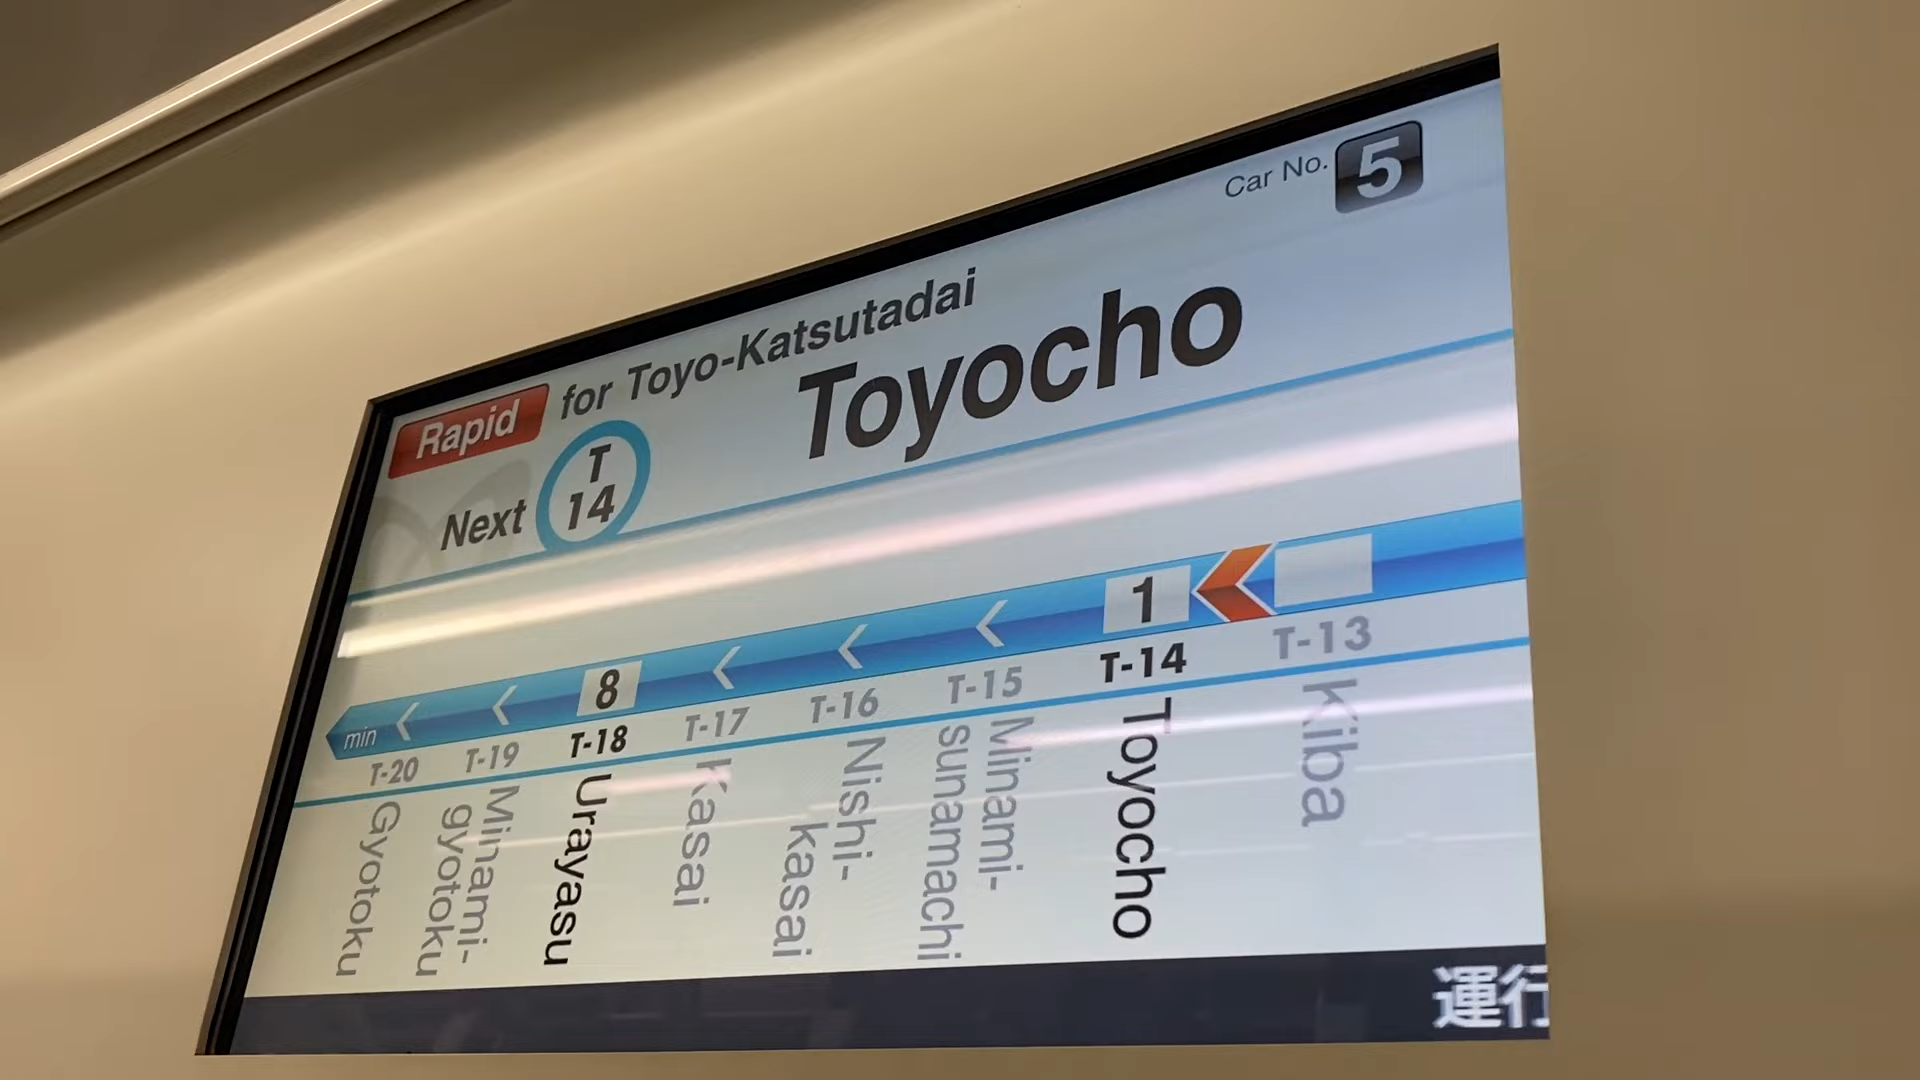 Car No. 5
Rapid for Toyo-Katsutadai
Next T 14 Toyocho
min 8 1
T-20 T-19 T-18 T-17 T-16 T-15 T-14 T-13
Gyotoku
Minami-
gyotoku
Urayasu
Kasai
Nishi-
kasai
Minami-
sunamachi
Toyocho
Kiba
運行